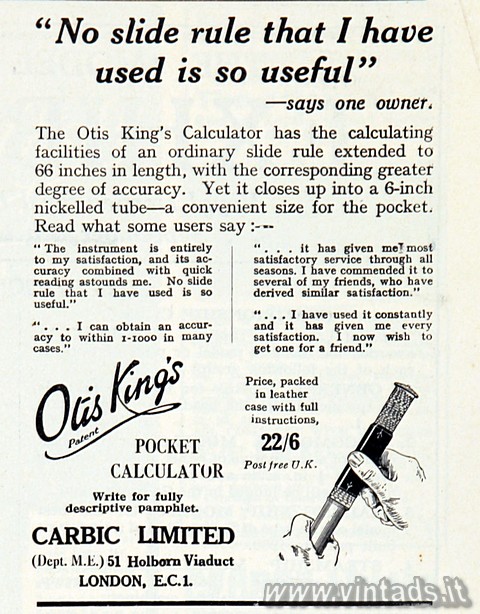 “No slide rule that I have
used is so useful”
—says one owner.
The Otis King's Calculator has the calculating
facilities of an ordinary slide rule extended to
66 inches in length, with the corresponding greater
degree of accuracy. Yet it closes up into a 6-inch
nickelled tube—a convenient size for the pocket.
Read what some users say :--
“ The instrument is entirely
to my satisfaction, and its ac-
curacy combined with quick
reading astounds me. No slide
rule that I have used is so
useful.”
“. . . I can obtain an accur-
acy to within 1-1000 in many
cases.”
“. . . it has given me most
satisfactory service through all
seasons. I have commended it to
several of my friends, who have
derived similar satisfaction.”
“. . . I have used it constantly
and it has given me every
satisfaction. I now wish to
get one for a friend.”
Otis King's
Patent
POCKET
CALCULATOR
Price, packed
in leather
case with full
instructions,
22/6
Post free U.K.
Write for fully
descriptive pamphlet.
CARBIC LIMITED
(Dept. M.E.) 51 Holborn Viaduct
LONDON, E.C.1.
www.vintads.it